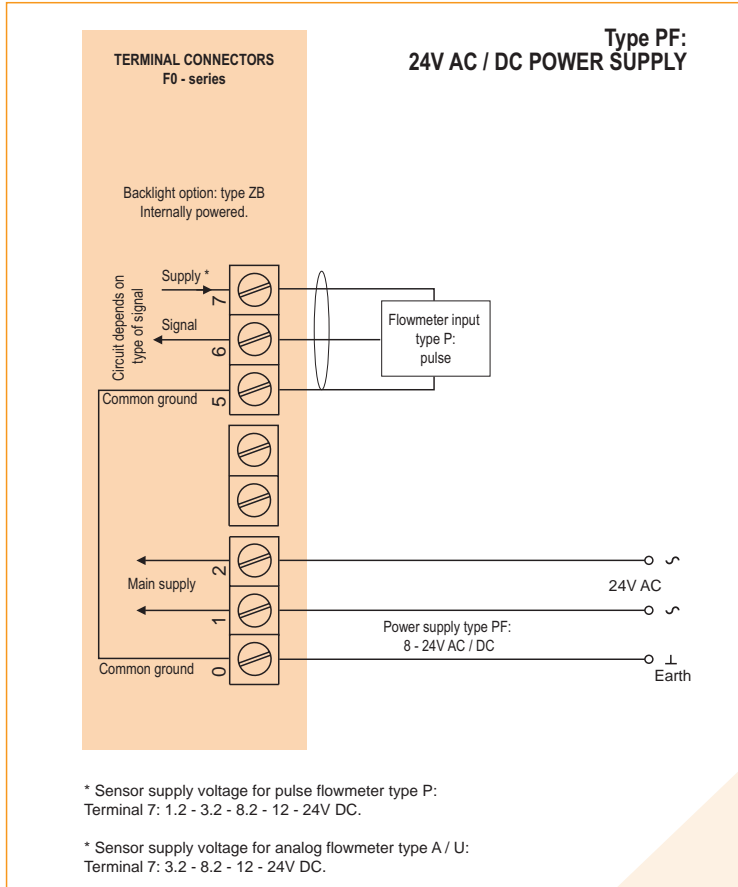 Type PF:
24V AC / DC POWER SUPPLY
TERMINAL CONNECTORS
F0 - series
Backlight option: type ZB
Internally powered.
Circuit depends on
type of signal
Supply *
7
Signal
6
Common ground
5
Flowmeter input
type P:
pulse
2
Main supply
1
24V AC
Power supply type PF:
8 - 24V AC / DC
Common ground
0
Earth
* Sensor supply voltage for pulse flowmeter type P:
Terminal 7: 1.2 - 3.2 - 8.2 - 12 - 24V DC.
* Sensor supply voltage for analog flowmeter type A / U:
Terminal 7: 3.2 - 8.2 - 12 - 24V DC.